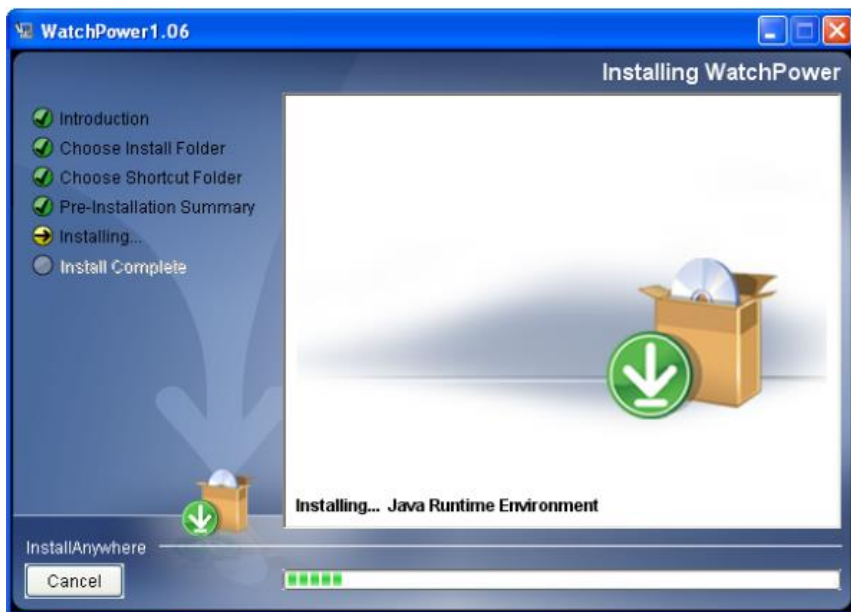 WatchPower1.06
Installing WatchPower
Introduction
Choose Install Folder
Choose Shortcut Folder
Pre-Installation Summary
Installing...
Install Complete
Installing... Java Runtime Environment
InstallAnywhere
Cancel